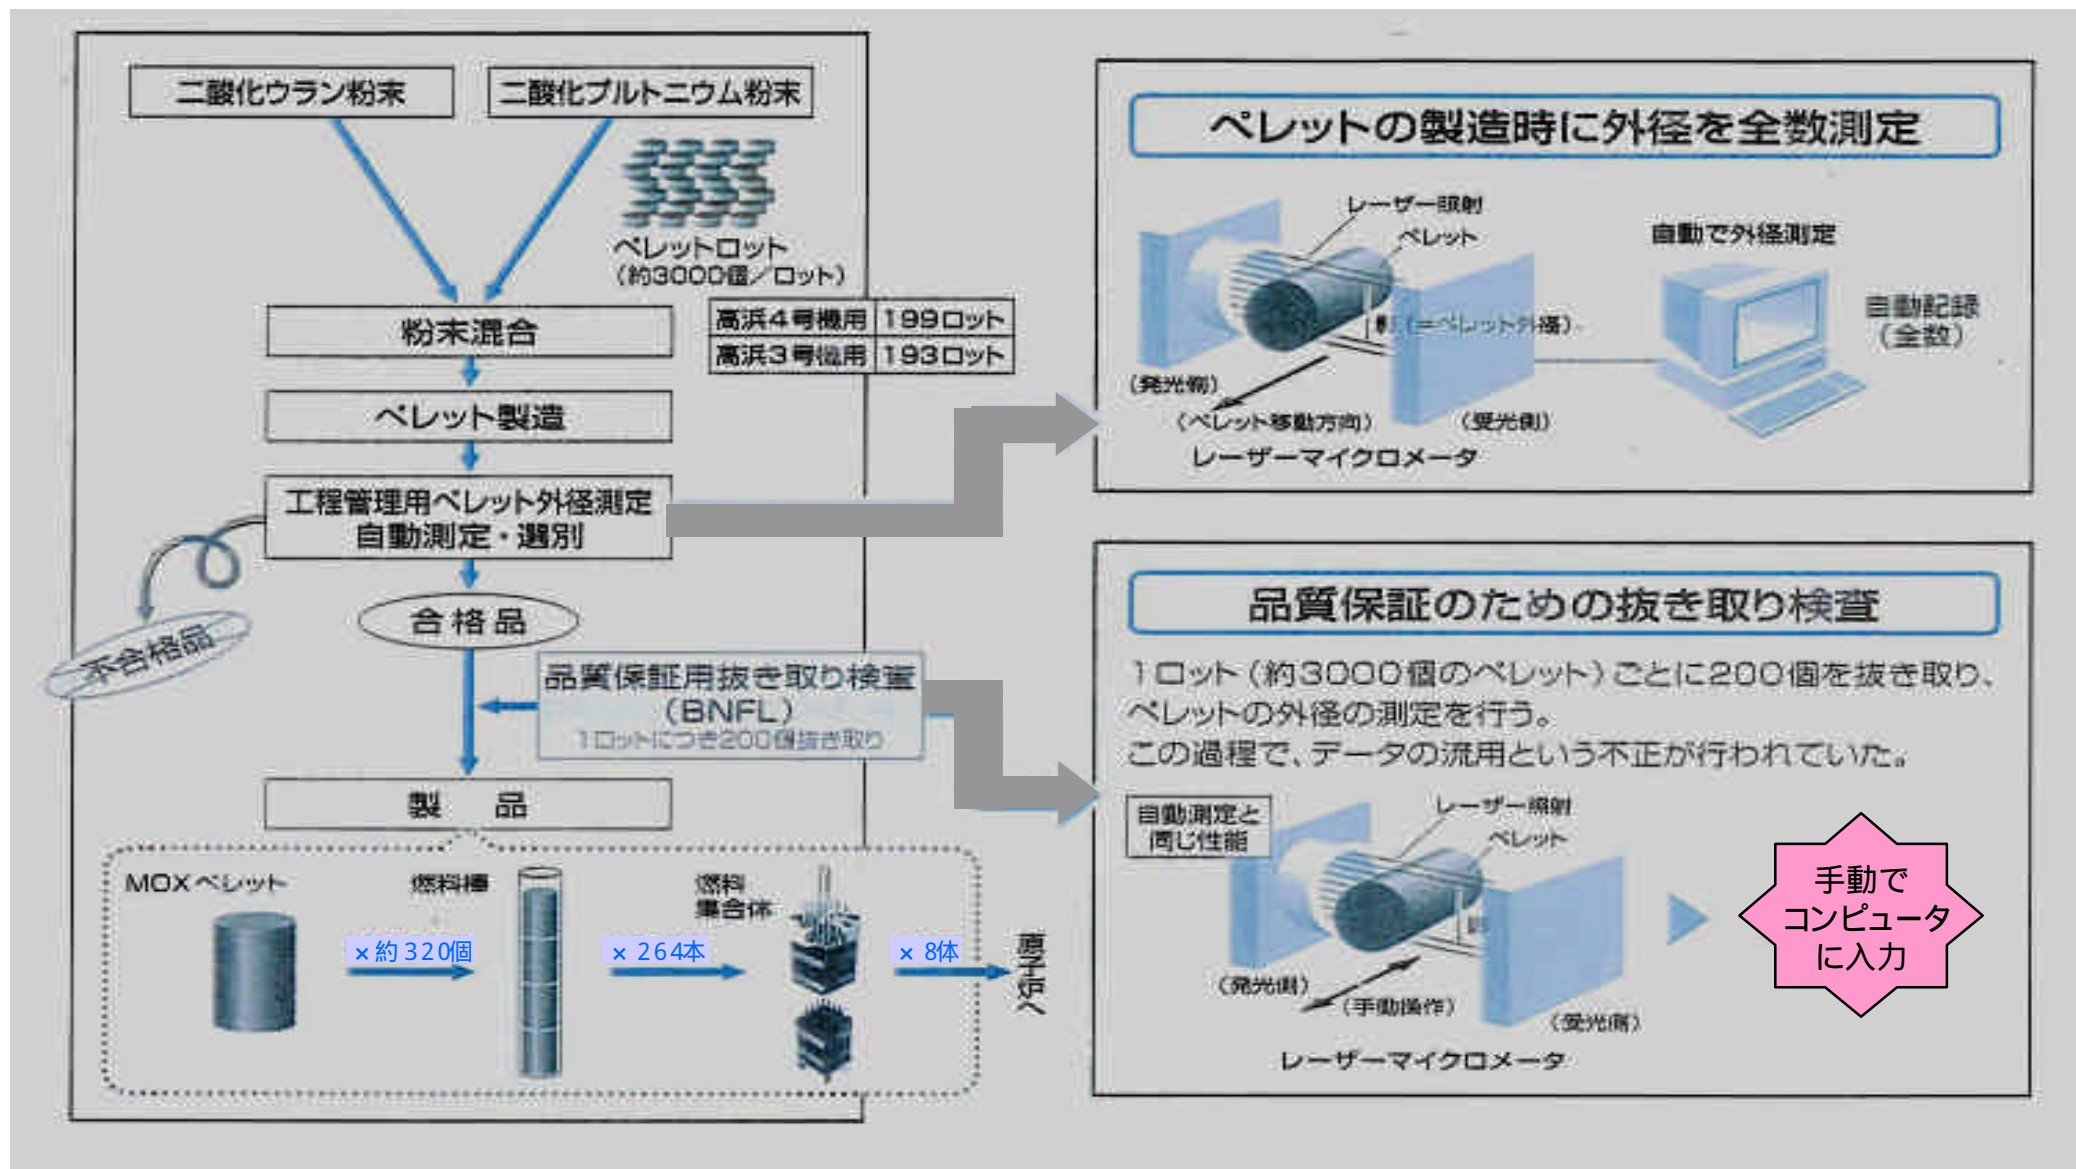 二酸化ウラン粉末
二酸化プルトニウム粉末
ペレットロット
(約3000個/ロット)
粉末混合
高浜4号機用 199ロット
高浜3号機用 193ロット
ペレット製造
工程管理用ペレット外径測定
自動測定・選別
合格品
不合格品
品質保証用抜き取り検査
(BNFL)
1ロットにつき200個抜き取り
製 品
MOXペレット
×約320個
燃料棒
×264本
燃料
集合体
×8体
原子炉へ
ペレットの製造時に外径を全数測定
レーザー照射
ペレット
(=ペレット外径)
(発光側)
(ペレット移動方向)
(受光側)
レーザーマイクロメータ
自動で外径測定
自動記録
(全数)
品質保証のための抜き取り検査
1ロット(約3000個のペレット)ごとに200個を抜き取り、
ペレットの外径の測定を行う。
この過程で、データの流用という不正が行われていた。
自動測定と
同じ性能
レーザー照射
ペレット
(発光側)
(手動操作)
(受光側)
レーザーマイクロメータ
手動で
コンピュータ
に入力